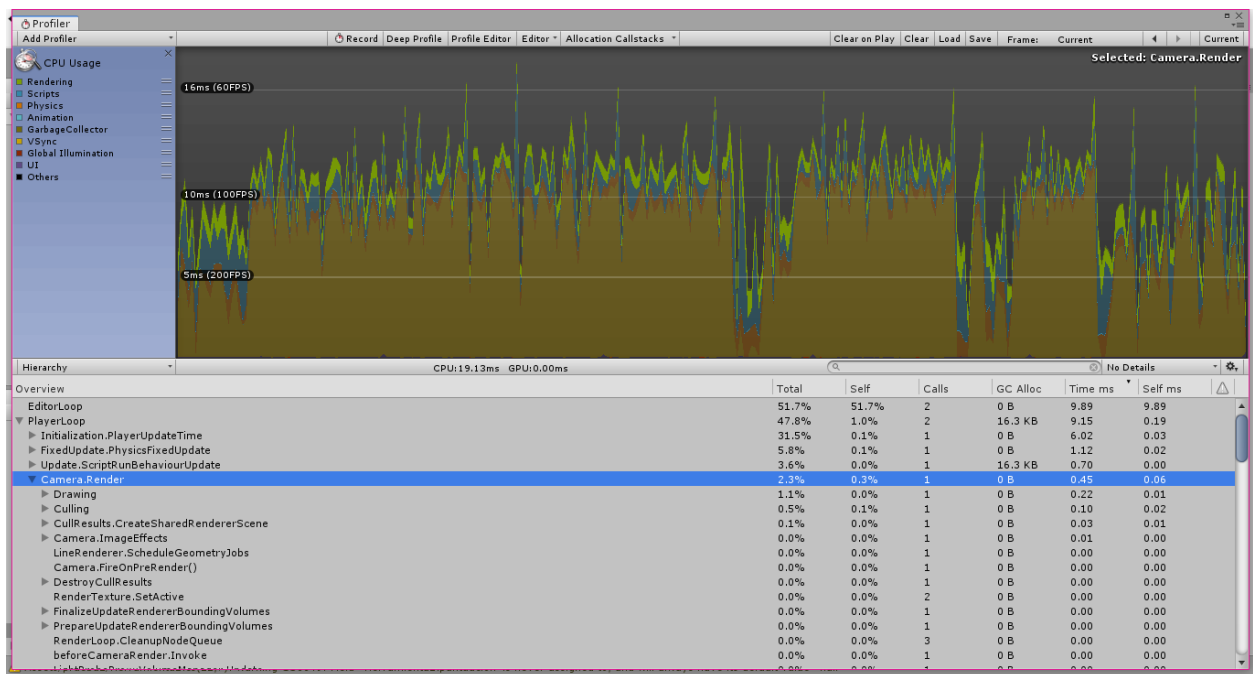 Profiler
Add Profiler Record Deep Profile Profile Editor Editor Allocation Callstacks Clear on Play Clear Load Save Frame: Current Current
CPU Usage
Selected: Camera.Render
Rendering
Scripts
Physics
Animation
GarbageCollector
VSync
Global Illumination
UI
Others
16ms (60FPS)
10ms (100FPS)
5ms (200FPS)
Hierarchy CPU:19.13ms GPU:0.00ms No Details
Overview Total Self Calls GC Alloc Time ms Self ms
EditorLoop 51.7% 51.7% 2 0 B 9.89 9.89
PlayerLoop 47.8% 1.0% 2 16.3 KB 9.15 0.19
Initialization.PlayerUpdateTime 31.5% 0.1% 1 0 B 6.02 0.03
FixedUpdate.PhysicsFixedUpdate 5.8% 0.1% 1 0 B 1.12 0.02
Update.ScriptRunBehaviourUpdate 3.6% 0.0% 1 16.3 KB 0.70 0.00
Camera.Render 2.3% 0.3% 1 0 B 0.45 0.06
Drawing 1.1% 0.0% 1 0 B 0.22 0.01
Culling 0.5% 0.1% 1 0 B 0.10 0.02
CullResults.CreateSharedRendererScene 0.1% 0.0% 1 0 B 0.03 0.01
Camera.ImageEffects 0.0% 0.0% 1 0 B 0.01 0.00
LineRenderer.ScheduleGeometryJobs 0.0% 0.0% 1 0 B 0.00 0.00
Camera.FireOnPreRender() 0.0% 0.0% 1 0 B 0.00 0.00
DestroyCullResults 0.0% 0.0% 1 0 B 0.00 0.00
RenderTexture.SetActive 0.0% 0.0% 2 0 B 0.00 0.00
FinalizeUpdateRendererBoundingVolumes 0.0% 0.0% 1 0 B 0.00 0.00
PrepareUpdateRendererBoundingVolumes 0.0% 0.0% 1 0 B 0.00 0.00
RenderLoop.CleanupNodeQueue 0.0% 0.0% 3 0 B 0.00 0.00
beforeCameraRender.Invoke 0.0% 0.0% 1 0 B 0.00 0.00